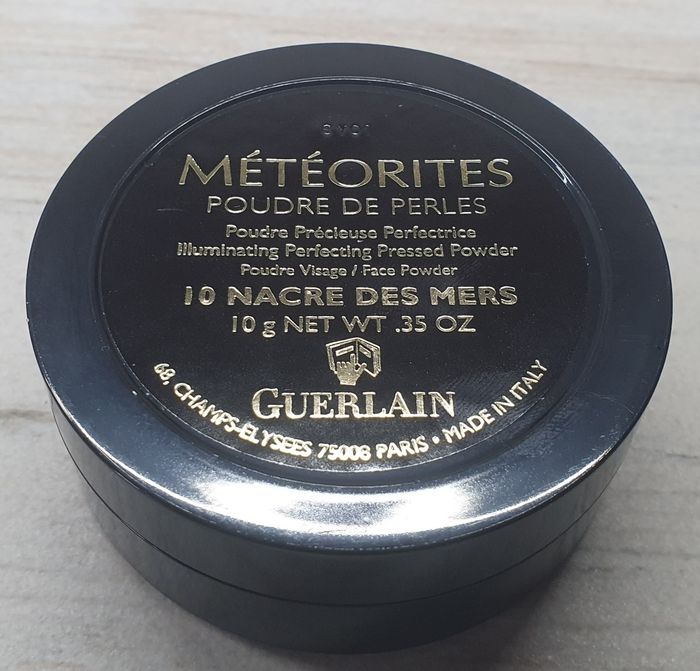 MÉTÉORITES
POUDRE DE PERLES
Poudre Précieuse Perfectrice
Illuminating Perfecting Pressed Powder
Poudre Visage / Face Powder
10 NACRE DES MERS
10 g NET WT .35 OZ
GUERLAIN
68, CHAMPS-ELYSEES 75008 PARIS • MADE IN ITALY